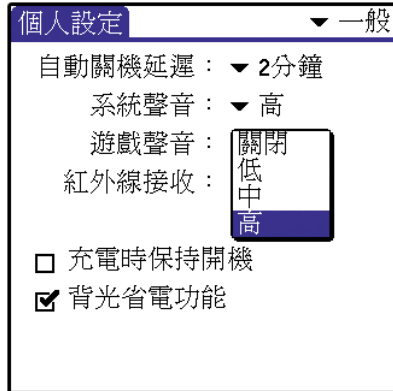 個人設定 一般
自動關機延遲： 2分鐘
系統聲音： 高
遊戲聲音： 關閉
低
紅外線接收： 中
高
充電時保持開機
背光省電功能